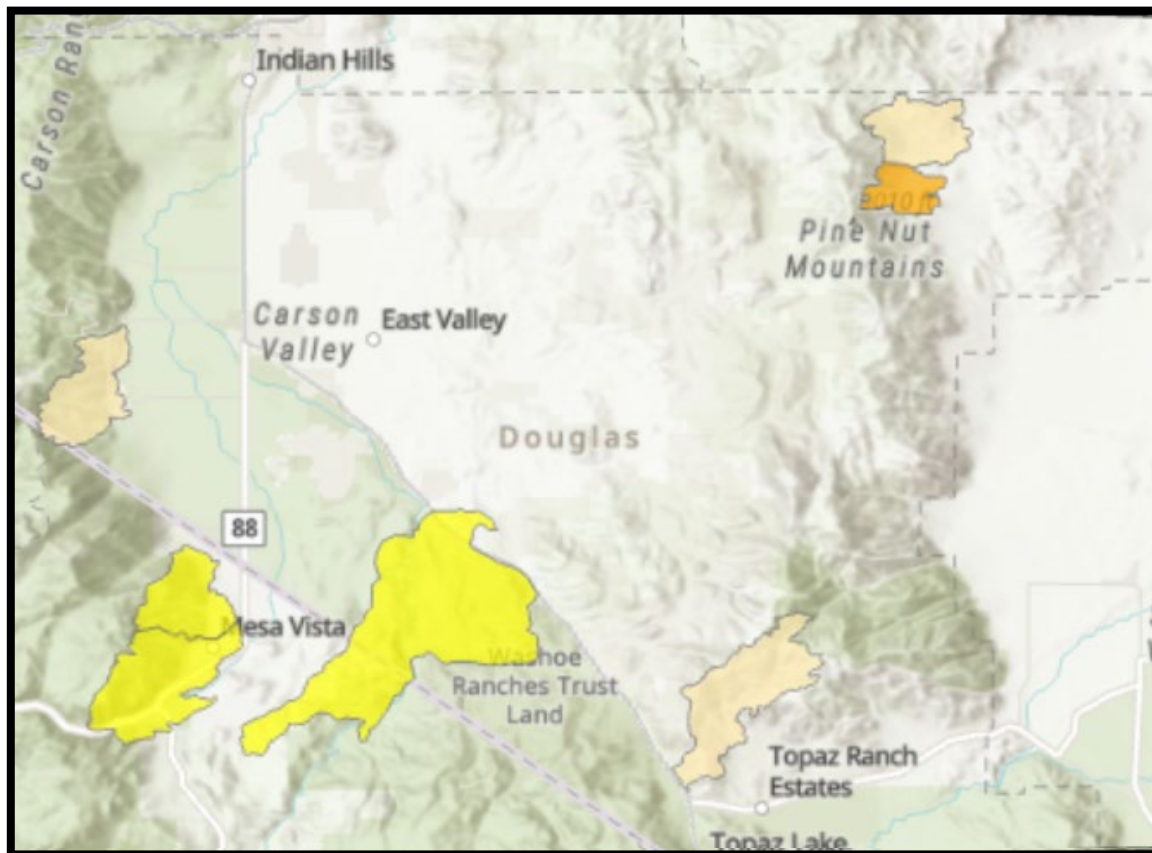 Indian Hills
Carson Ran
Pine Nut
Mountains
Carson
Valley
East Valley
Douglas
88
Mesa Vista
Washoe
Ranches Trust
Land
Topaz Ranch
Estates
Topaz Lake